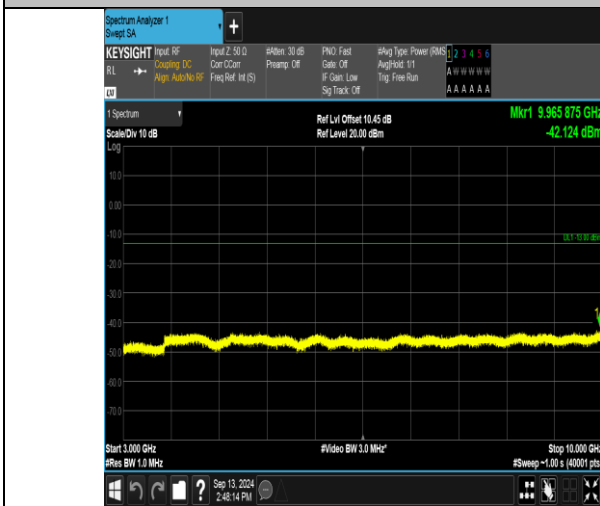 Spectrum Analyzer 1
Swept SA
+
KEYSIGHT
RL
LXI
Input: RF
Coupling: DC
Align: Auto/No RF
Input Z: 50 Ω
Corr CCorr
Freq Ref: Int (S)
#Atten: 30 dB
Preamp: Off
PNO: Fast
Gate: Off
IF Gain: Low
Sig Track: Off
#Avg Type: Power (RMS
Avg|Hold: 1/1
Trig: Free Run
1 2 3 4 5 6
A W W W W W
A A A A A A
1 Spectrum
Scale/Div 10 dB
Log
Ref Lvl Offset 10.45 dB
Ref Level 20.00 dBm
Mkr1 9.965 875 GHz
-42.124 dBm
10.0
0.00
-10.0
DL1 -13.00 dBm
-20.0
-30.0
1
-40.0
-50.0
-60.0
-70.0
Start 3.000 GHz
#Res BW 1.0 MHz
#Video BW 3.0 MHz*
Stop 10.000 GHz
#Sweep ~1.00 s (40001 pts)
?
Sep 13, 2024
2:48:14 PM